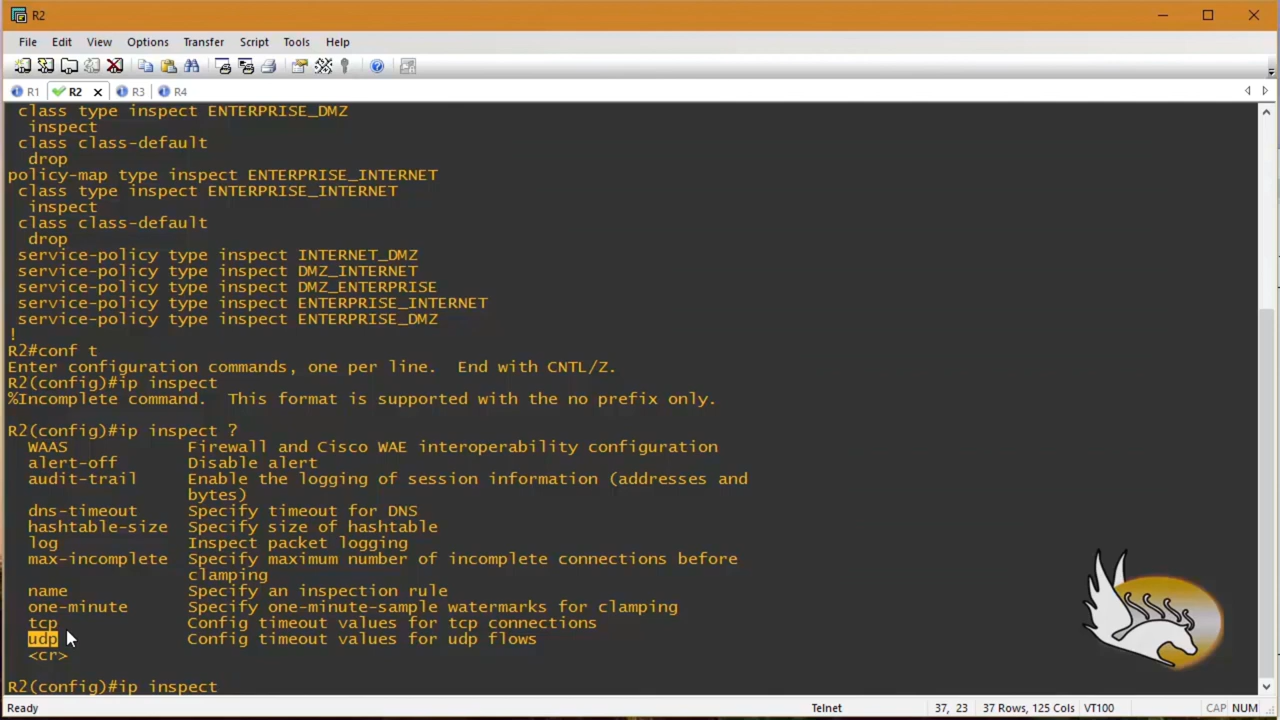 R2
File Edit View Options Transfer Script Tools Help
R1 R2 R3 R4
class type inspect ENTERPRISE_DMZ
inspect
class class-default
drop
policy-map type inspect ENTERPRISE_INTERNET
class type inspect ENTERPRISE_INTERNET
inspect
class class-default
drop
service-policy type inspect INTERNET_DMZ
service-policy type inspect DMZ_INTERNET
service-policy type inspect DMZ_ENTERPRISE
service-policy type inspect ENTERPRISE_INTERNET
service-policy type inspect ENTERPRISE_DMZ
!
R2#conf t
Enter configuration commands, one per line. End with CNTL/Z.
R2(config)#ip inspect
%Incomplete command. This format is supported with the no prefix only.
R2(config)#ip inspect ?
WAAS Firewall and Cisco WAE interoperability configuration
alert-off Disable alert
audit-trail Enable the logging of session information (addresses and
bytes)
dns-timeout Specify timeout for DNS
hashtable-size Specify size of hashtable
log Inspect packet logging
max-incomplete Specify maximum number of incomplete connections before
clamping
name Specify an inspection rule
one-minute Specify one-minute-sample watermarks for clamping
tcp Config timeout values for tcp connections
udp Config timeout values for udp flows
<cr>
R2(config)#ip inspect
Ready Telnet 37, 23 37 Rows, 125 Cols VT100 CAP NUM